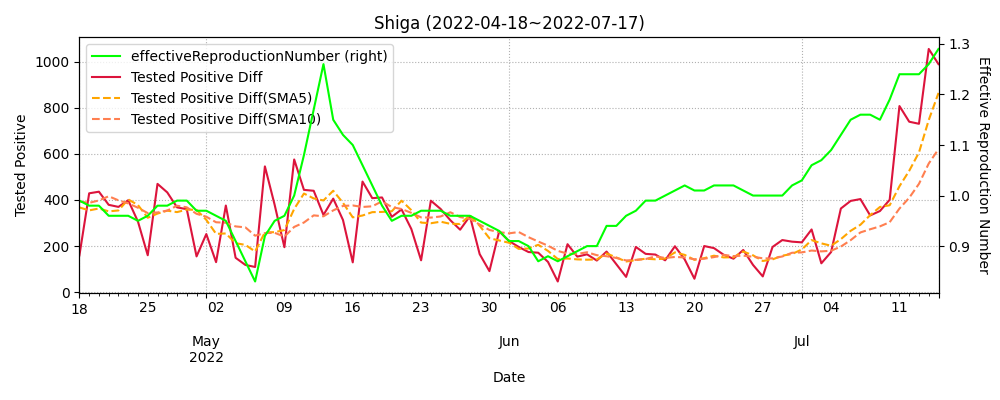 Shiga (2022-04-18~2022-07-17)
effectiveReproductionNumber (right)
Tested Positive Diff
Tested Positive Diff(SMA5)
Tested Positive Diff(SMA10)
Tested Positive
1000
800
600
400
200
0
1.3
1.2
1.1
1.0
0.9
Effective Reproduction Number
18 25 02 09 16 23 30 06 13 20 27 04 11
May Jun Jul
2022
Date